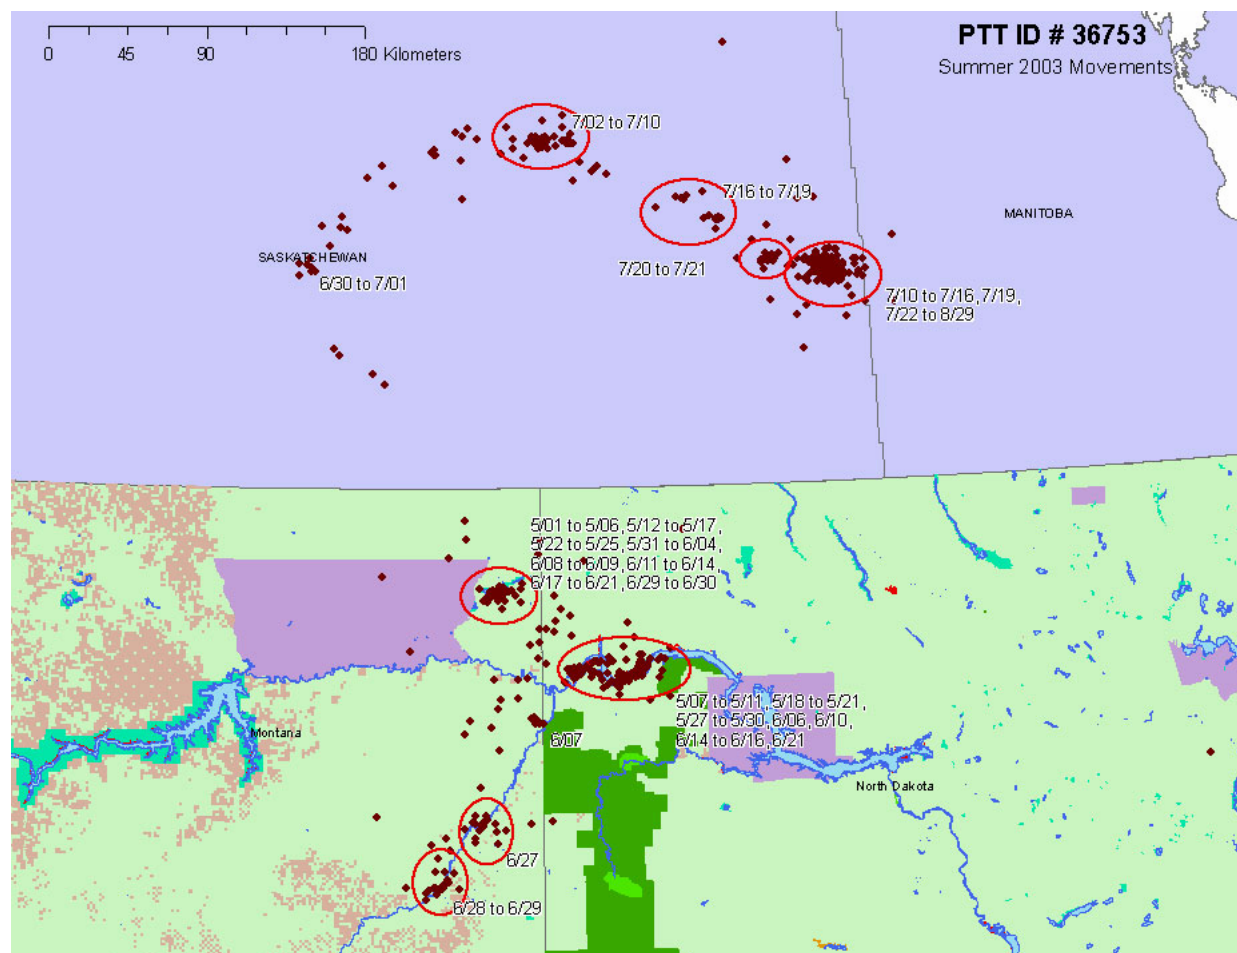 PTT ID # 36753
Summer 2003 Movements
0 45 90 180 Kilometers
7/02 to 7/10
7/16 to 7/19
MANITOBA
SASKATCHEWAN
7/20 to 7/21
6/30 to 7/01
7/10 to 7/16, 7/19,
7/22 to 8/29
5/01 to 5/06, 5/12 to 5/17,
5/22 to 5/25, 5/31 to 6/04,
6/08 to 6/09, 6/11 to 6/14,
6/17 to 6/21, 6/29 to 6/30
5/07 to 5/11, 5/18 to 5/21,
5/27 to 5/30, 6/06, 6/10,
6/14 to 6/16, 6/21
6/07
Montana
North Dakota
6/27
6/28 to 6/29